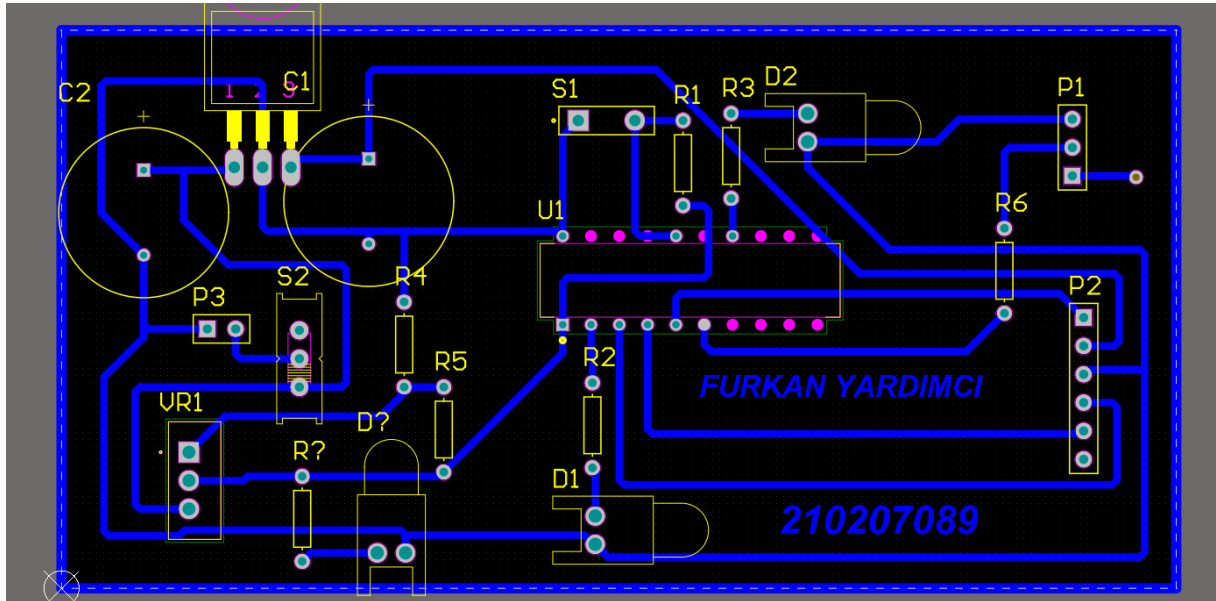 1 2 3
C1
C2
S1
R1
R3
D2
P1
U1
R6
S2
R4
P3
P2
R5
R2
FURKAN YARDIMCI
VR1
D?
R?
D1
210207089